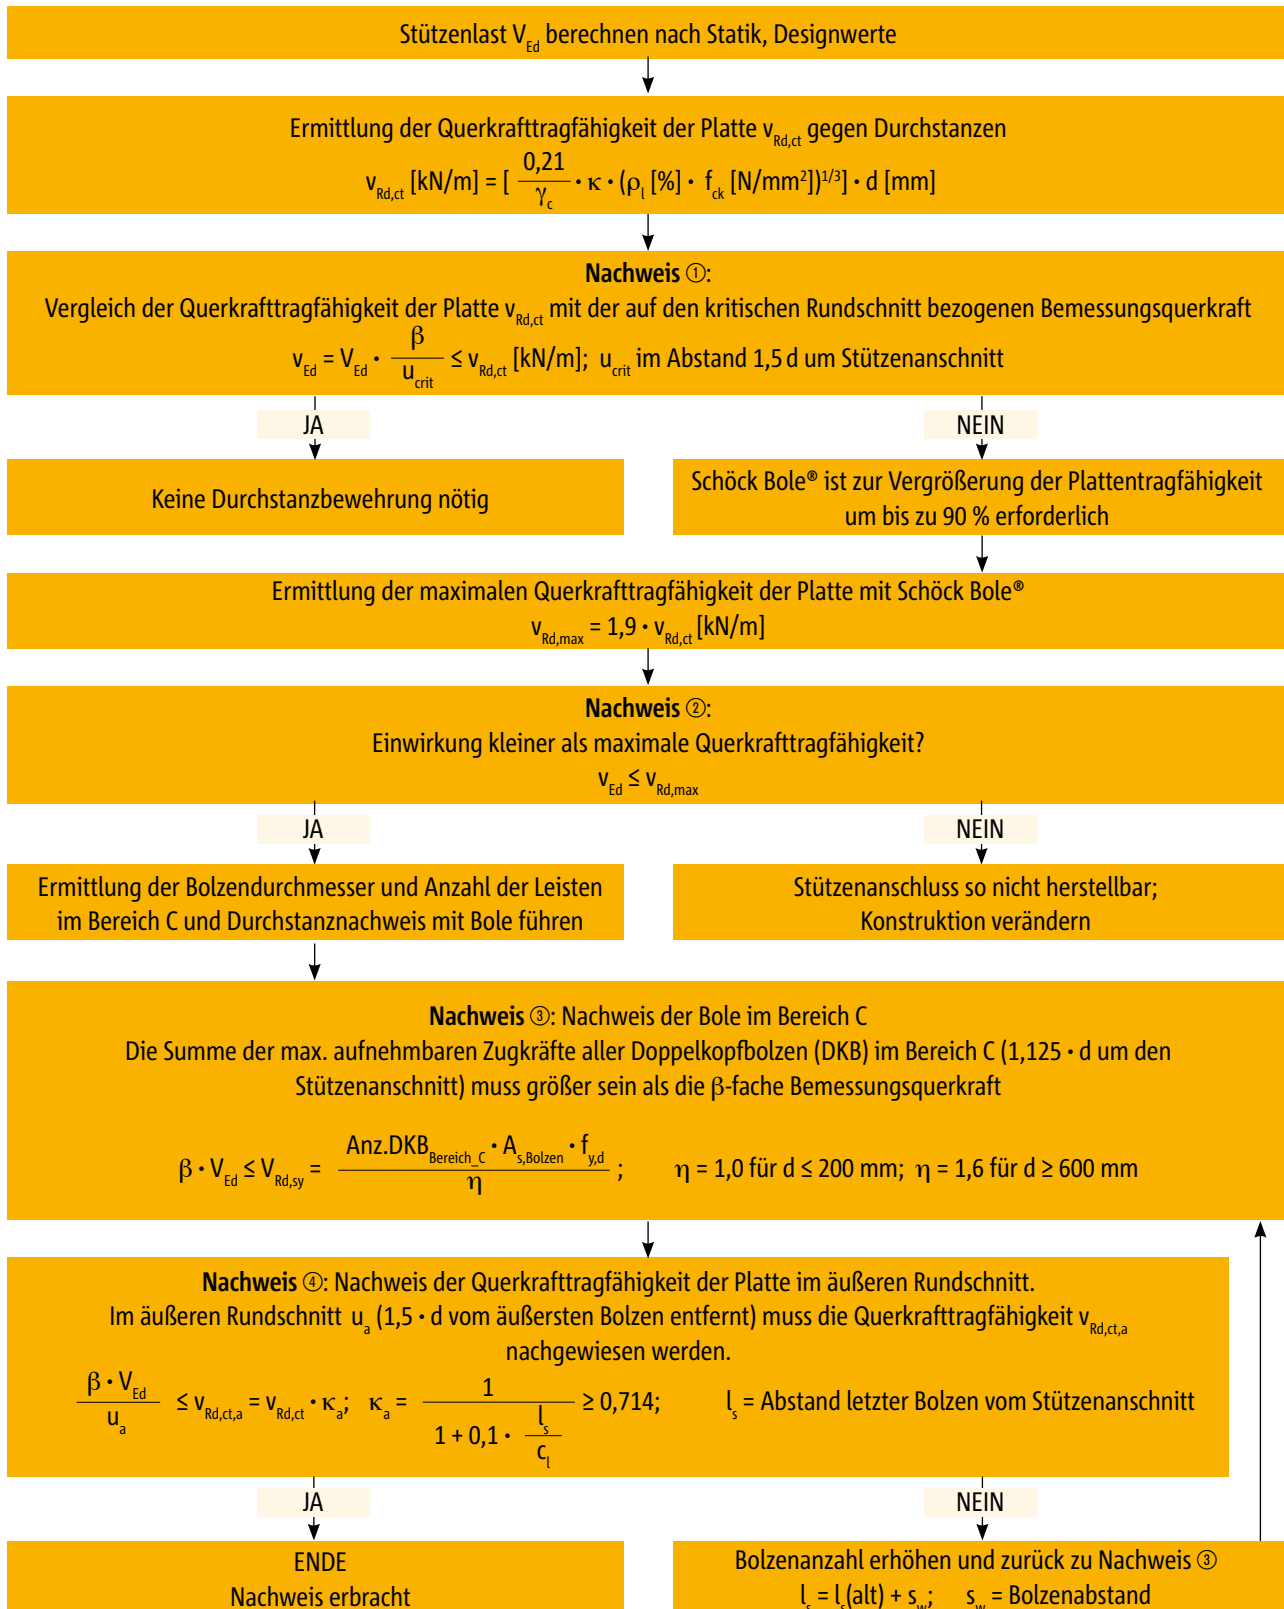 Stützenlast V_Ed berechnen nach Statik, Designwerte
Ermittlung der Querkrafttragfähigkeit der Platte v_Rd,ct gegen Durchstanzen
v_Rd,ct [kN/m] = [ 0,21 / γ_c · κ · (ρ_l [%] · f_ck [N/mm²])^1/3] · d [mm]
Nachweis ①:
Vergleich der Querkrafttragfähigkeit der Platte v_Rd,ct mit der auf den kritischen Rundschnitt bezogenen Bemessungsquerkraft
v_Ed = V_Ed · β / u_crit ≤ v_Rd,ct [kN/m]; u_crit im Abstand 1,5 d um Stützenanschnitt
JA
NEIN
Keine Durchstanzbewehrung nötig
Schöck Bole® ist zur Vergrößerung der Plattentragfähigkeit
um bis zu 90 % erforderlich
Ermittlung der maximalen Querkrafttragfähigkeit der Platte mit Schöck Bole®
v_Rd,max = 1,9 · v_Rd,ct [kN/m]
Nachweis ②:
Einwirkung kleiner als maximale Querkrafttragfähigkeit?
v_Ed ≤ v_Rd,max
JA
NEIN
Ermittlung der Bolzendurchmesser und Anzahl der Leisten
im Bereich C und Durchstanznachweis mit Bole führen
Stützenanschluss so nicht herstellbar;
Konstruktion verändern
Nachweis ③: Nachweis der Bole im Bereich C
Die Summe der max. aufnehmbaren Zugkräfte aller Doppelkopfbolzen (DKB) im Bereich C (1,125 · d um den
Stützenanschnitt) muss größer sein als die β-fache Bemessungsquerkraft
β · V_Ed ≤ V_Rd,sy = Anz.DKB_Bereich_C · A_s,Bolzen · f_y,d / η ; η = 1,0 für d ≤ 200 mm; η = 1,6 für d ≥ 600 mm
Nachweis ④: Nachweis der Querkrafttragfähigkeit der Platte im äußeren Rundschnitt.
Im äußeren Rundschnitt u_a (1,5 · d vom äußersten Bolzen entfernt) muss die Querkrafttragfähigkeit v_Rd,ct,a
nachgewiesen werden.
β · V_Ed / u_a ≤ v_Rd,ct,a = v_Rd,ct · κ_a; κ_a = 1 / (1 + 0,1 · l_s / c_l) ≥ 0,714; l_s = Abstand letzter Bolzen vom Stützenanschnitt
JA
NEIN
ENDE
Nachweis erbracht
Bolzenanzahl erhöhen und zurück zu Nachweis ③
l_s = l_s(alt) + s_w; s_w = Bolzenabstand